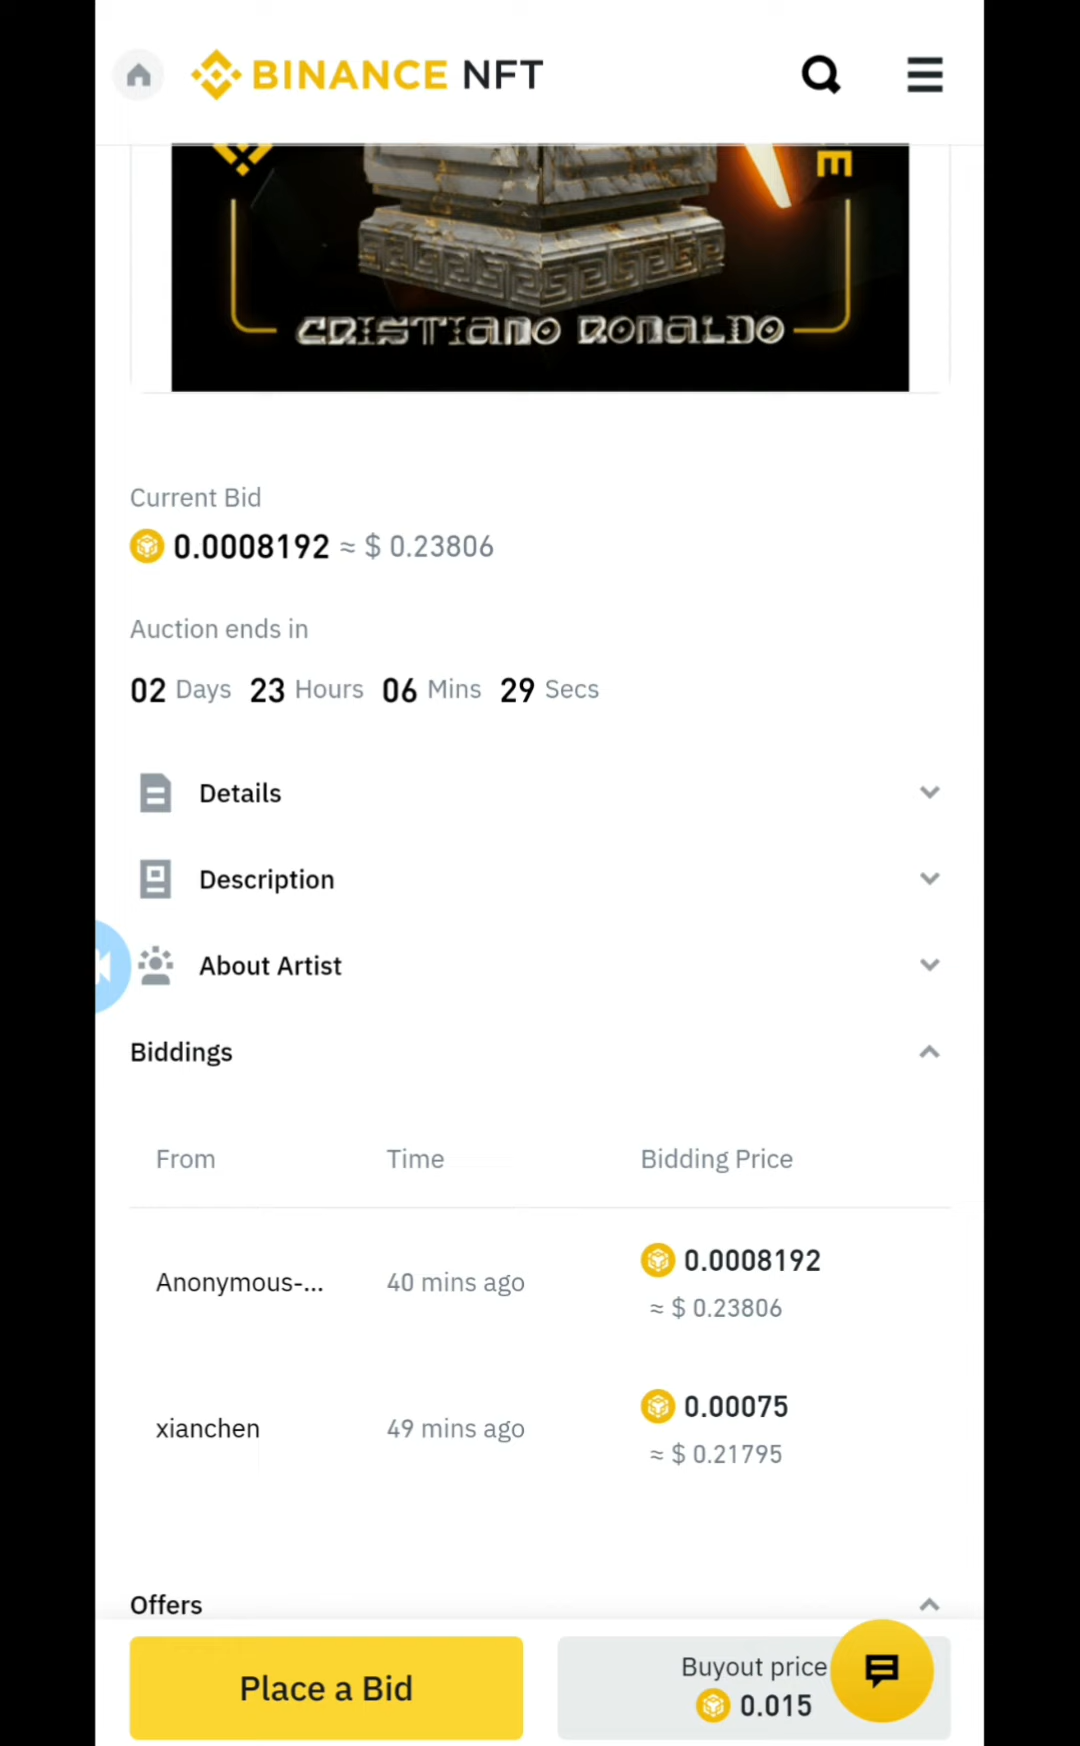 BINANCE NFT
E
CRISTIANO RONALDO
Current Bid
0.0008192 ≈ $ 0.23806
Auction ends in
02 Days 23 Hours 06 Mins 29 Secs
Details
Description
About Artist
Biddings
From Time Bidding Price
Anonymous-... 40 mins ago 0.0008192
≈ $ 0.23806
xianchen 49 mins ago 0.00075
≈ $ 0.21795
Offers
Place a Bid
Buyout price
0.015